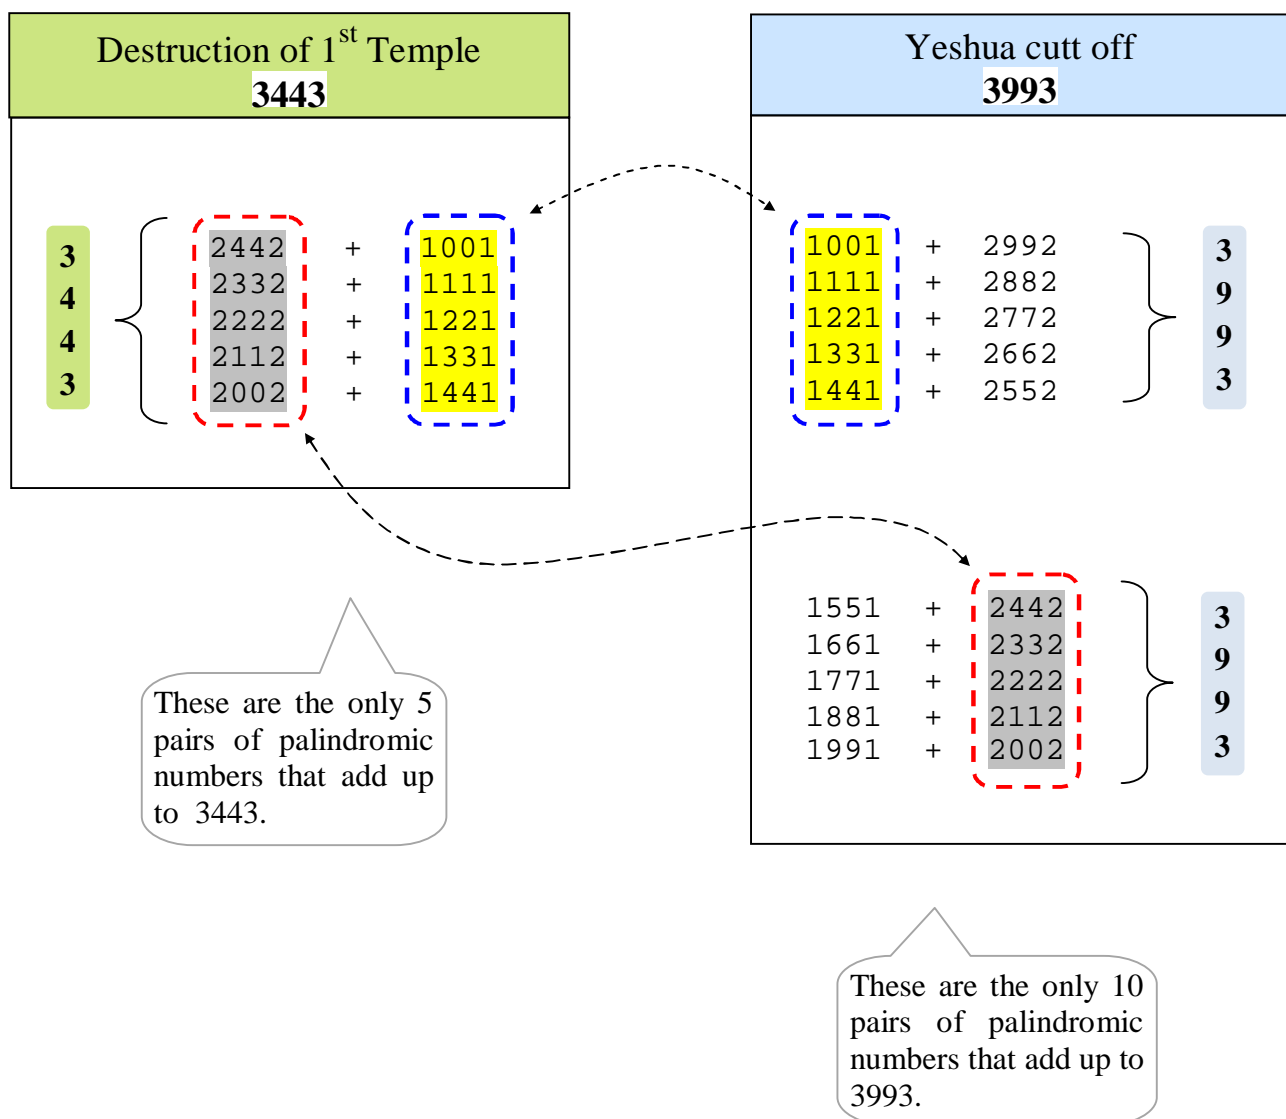 Destruction of 1st Temple
3443
3
4
4
3
2442 + 1001
2332 + 1111
2222 + 1221
2112 + 1331
2002 + 1441
These are the only 5
pairs of palindromic
numbers that add up
to 3443.
Yeshua cutt off
3993
1001 + 2992
1111 + 2882
1221 + 2772
1331 + 2662
1441 + 2552
3
9
9
3
1551 + 2442
1661 + 2332
1771 + 2222
1881 + 2112
1991 + 2002
3
9
9
3
These are the only 10
pairs of palindromic
numbers that add up to
3993.